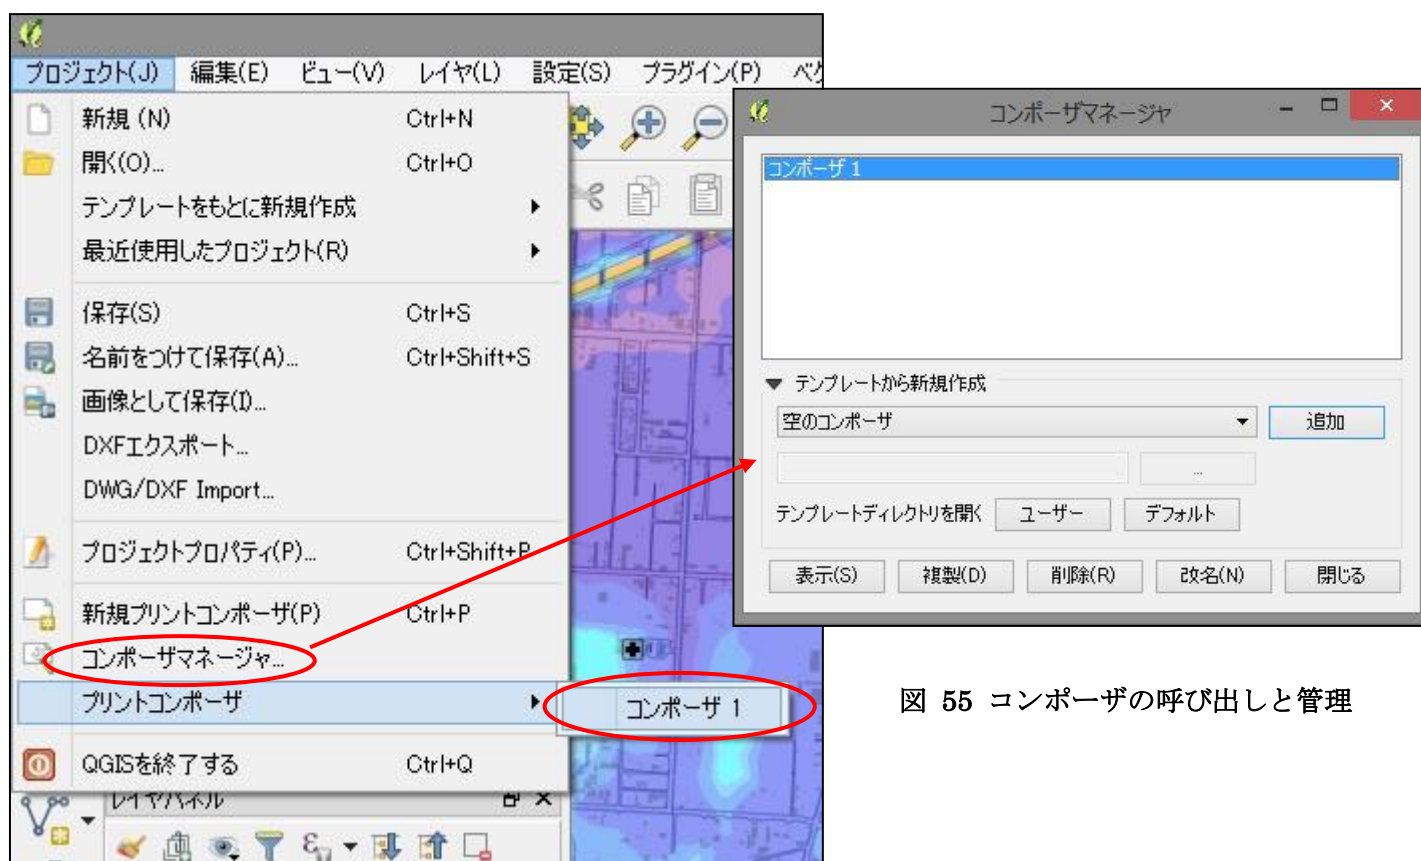 プロジェクト(J) 編集(E) ビュー(V) レイヤ(L) 設定(S) プラグイン(P)
新規 (N) Ctrl+N
開く(O)... Ctrl+O
テンプレートをもとに新規作成
最近使用したプロジェクト(R)
保存(S) Ctrl+S
名前をつけて保存(A)... Ctrl+Shift+S
画像として保存(I)...
DXFエクスポート...
DWG/DXF Import...
プロジェクトプロパティ(P)... Ctrl+Shift+P
新規プリントコンポーザ(P) Ctrl+P
コンポーザマネージャ...
プリントコンポーザ
コンポーザ 1
QGISを終了する Ctrl+Q
レイヤパネル
コンポーザマネージャ
コンポーザ 1
テンプレートから新規作成
空のコンポーザ 追加
...
テンプレートディレクトリを開く ユーザー デフォルト
表示(S) 複製(D) 削除(R) 改名(N) 閉じる
図 55 コンポーザの呼び出しと管理